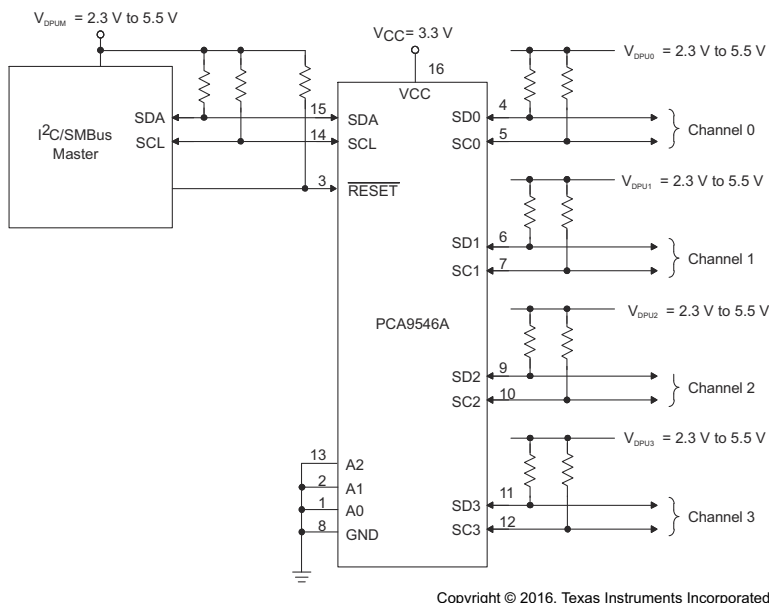 V_DPUM = 2.3 V to 5.5 V
I²C/SMBus
Master
SDA
SCL
VCC = 3.3 V
16
VCC
15
SDA
14
SCL
3
RESET
PCA9546A
13
A2
2
A1
1
A0
8
GND
V_DPU0 = 2.3 V to 5.5 V
SD0
4
SC0
5
Channel 0
V_DPU1 = 2.3 V to 5.5 V
SD1
6
SC1
7
Channel 1
V_DPU2 = 2.3 V to 5.5 V
SD2
9
SC2
10
Channel 2
V_DPU3 = 2.3 V to 5.5 V
SD3
11
SC3
12
Channel 3
Copyright © 2016, Texas Instruments Incorporated